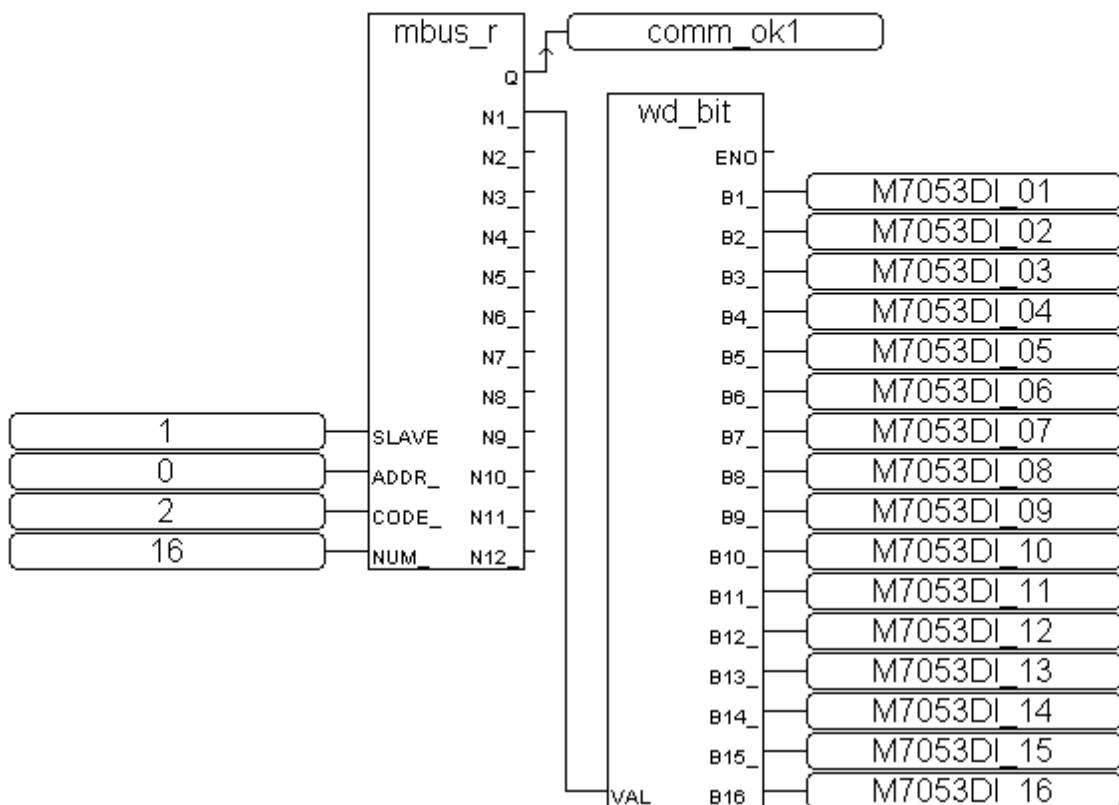 mbus_r
comm_ok1
Q
N1_
wd_bit
N2_
ENO
N3_
B1_
M7053DI_01
N4_
B2_
M7053DI_02
N5_
B3_
M7053DI_03
N6_
B4_
M7053DI_04
N7_
B5_
M7053DI_05
N8_
B6_
M7053DI_06
1
SLAVE
N9_
B7_
M7053DI_07
0
ADDR_
N10_
B8_
M7053DI_08
2
CODE_
N11_
B9_
M7053DI_09
16
NUM_
N12_
B10_
M7053DI_10
B11_
M7053DI_11
B12_
M7053DI_12
B13_
M7053DI_13
B14_
M7053DI_14
B15_
M7053DI_15
VAL
B16
M7053DI_16